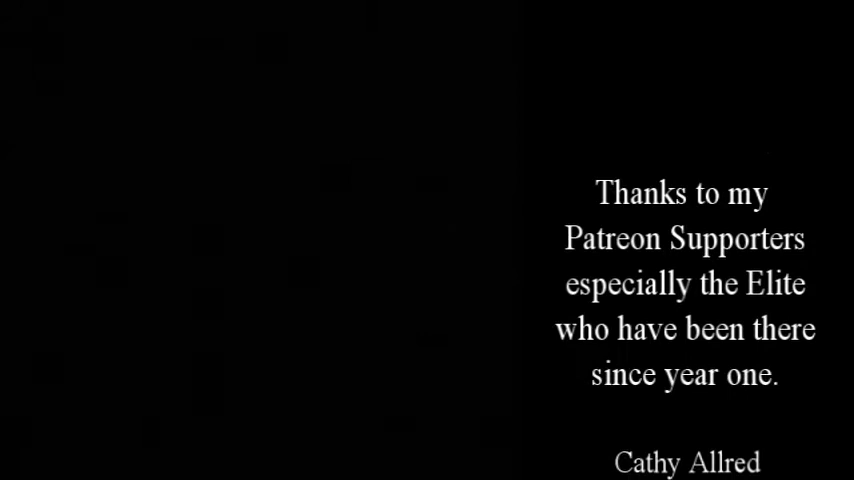 Thanks to my
Patreon Supporters
especially the Elite
who have been there
since year one.
Cathy Allred